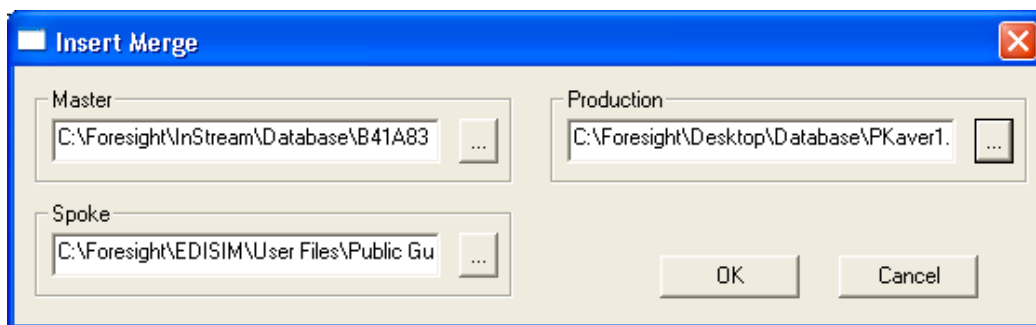 Insert Merge
Master
C:\Foresight\InStream\Database\B41A83
...
Production
C:\Foresight\Desktop\Database\PKaver1.
...
Spoke
C:\Foresight\EDISIM\User Files\Public Gu
...
OK
Cancel